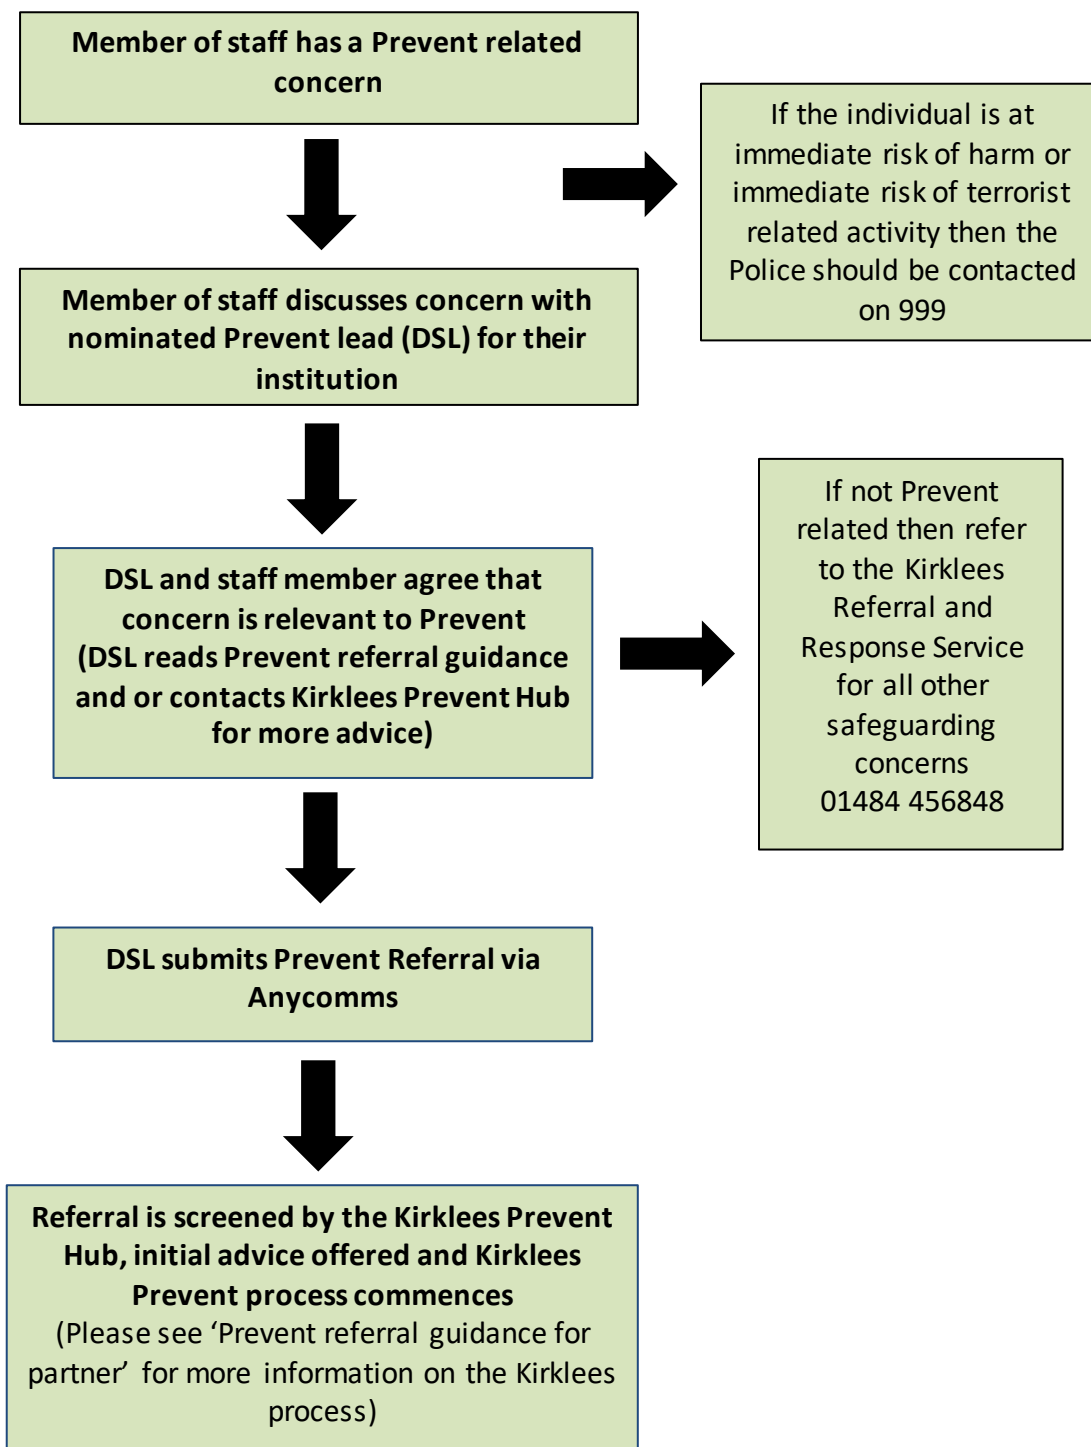 Member of staff has a Prevent related
concern
If the individual is at
immediate risk of harm or
immediate risk of terrorist
related activity then the
Police should be contacted
on 999
Member of staff discusses concern with
nominated Prevent lead (DSL) for their
institution
DSL and staff member agree that
concern is relevant to Prevent
(DSL reads Prevent referral guidance
and or contacts Kirklees Prevent Hub
for more advice)
If not Prevent
related then refer
to the Kirklees
Referral and
Response Service
for all other
safeguarding
concerns
01484 456848
DSL submits Prevent Referral via
Anycomms
Referral is screened by the Kirklees Prevent
Hub, initial advice offered and Kirklees
Prevent process commences
(Please see ‘Prevent referral guidance for
partner’ for more information on the Kirklees
process)